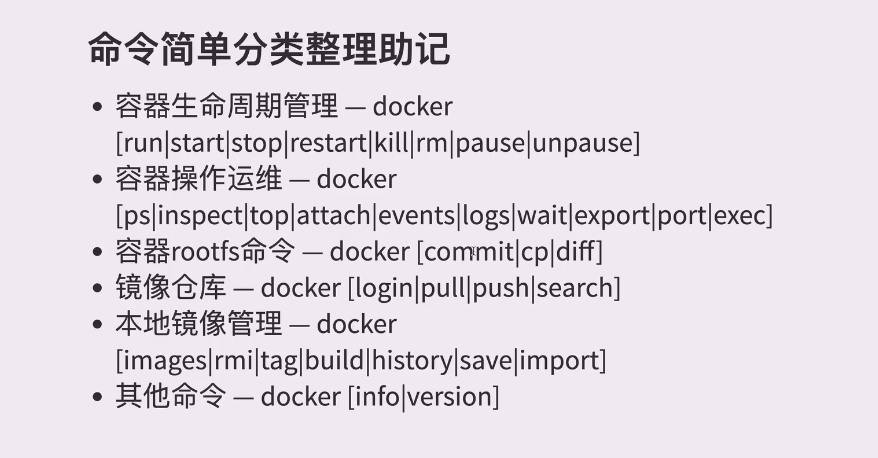 命令简单分类整理助记
• 容器生命周期管理 — docker
[run|start|stop|restart|kill|rm|pause|unpause]
• 容器操作运维 — docker
[ps|inspect|top|attach|events|logs|wait|export|port|exec]
• 容器rootfs命令 — docker [commit|cp|diff]
• 镜像仓库 — docker [login|pull|push|search]
• 本地镜像管理 — docker
[images|rmi|tag|build|history|save|import]
• 其他命令 — docker [info|version]